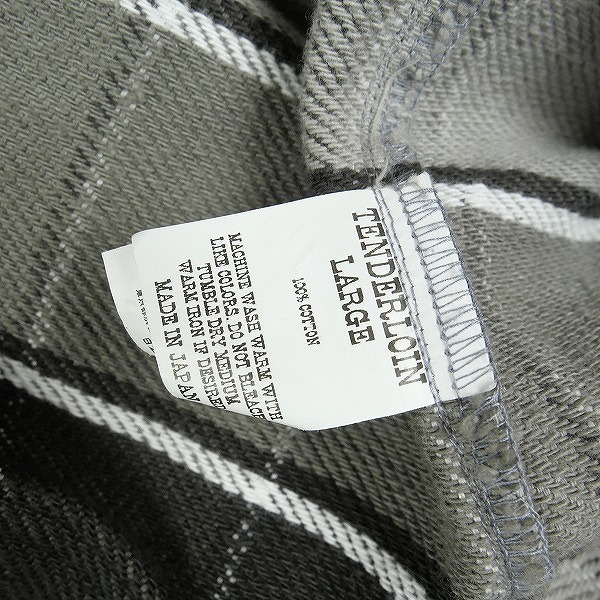 TENDERLOIN
LARGE
100% COTTON
MACHINE WASH WARM WITH
LIKE COLORS. DO NOT BLEACH
TUMBLE DRY MEDIUM
WARM IRON IF DESIRED
MADE IN JAPAN